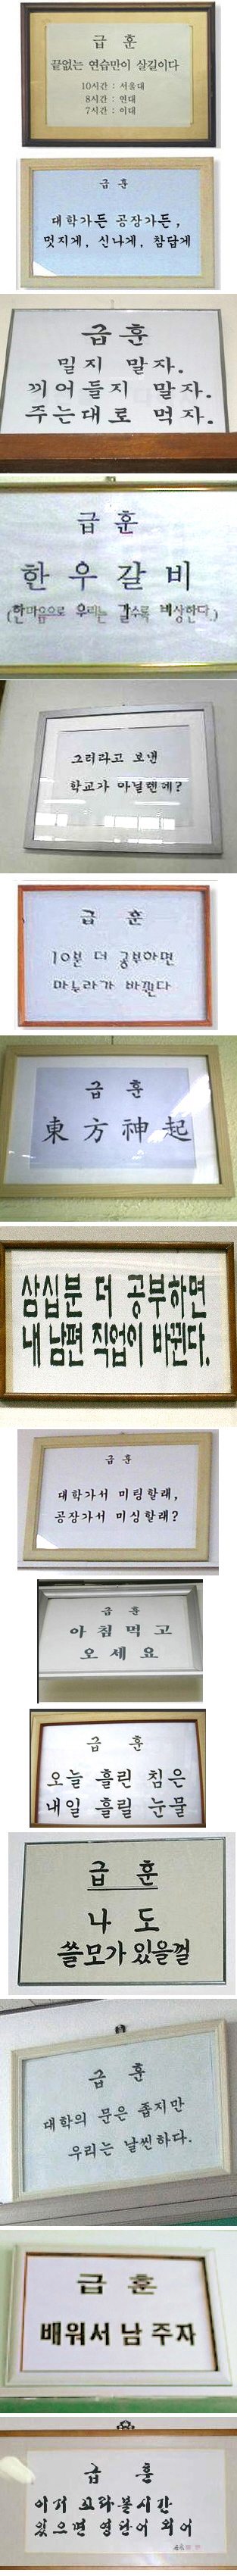 급 훈
끝없는 연습만이 살길이다
10시간 : 서울대
8시간 : 연대
7시간 : 이대
급 훈
대학가든 공장가든,
멋지게, 신나게, 참답게
급 훈
밀지 말자.
끼어들지 말자.
주는대로 먹자.
급 훈
한 우 갈 비
(한마음으로 우리는 갈수록 비상한다.)
그러라고 보낸
학교가 아닐텐데?
급 훈
10분 더 공부하면
마누라가 바뀐다
급 훈
東方神起
삼십분 더 공부하면
내 남편 직업이 바뀐다.
급 훈
대학가서 미팅할래,
공장가서 미싱할래?
급 훈
아 침 먹 고
오 세 요
급 훈
오늘 흘린 침은
내일 흘릴 눈물
급 훈
나 도
쓸모가 있을걸
급 훈
대학의 문은 좁지만
우리는 날씬하다.
급 훈
배워서 남 주자
급 훈
이거 쳐다볼시간
있으면 영단어 외어